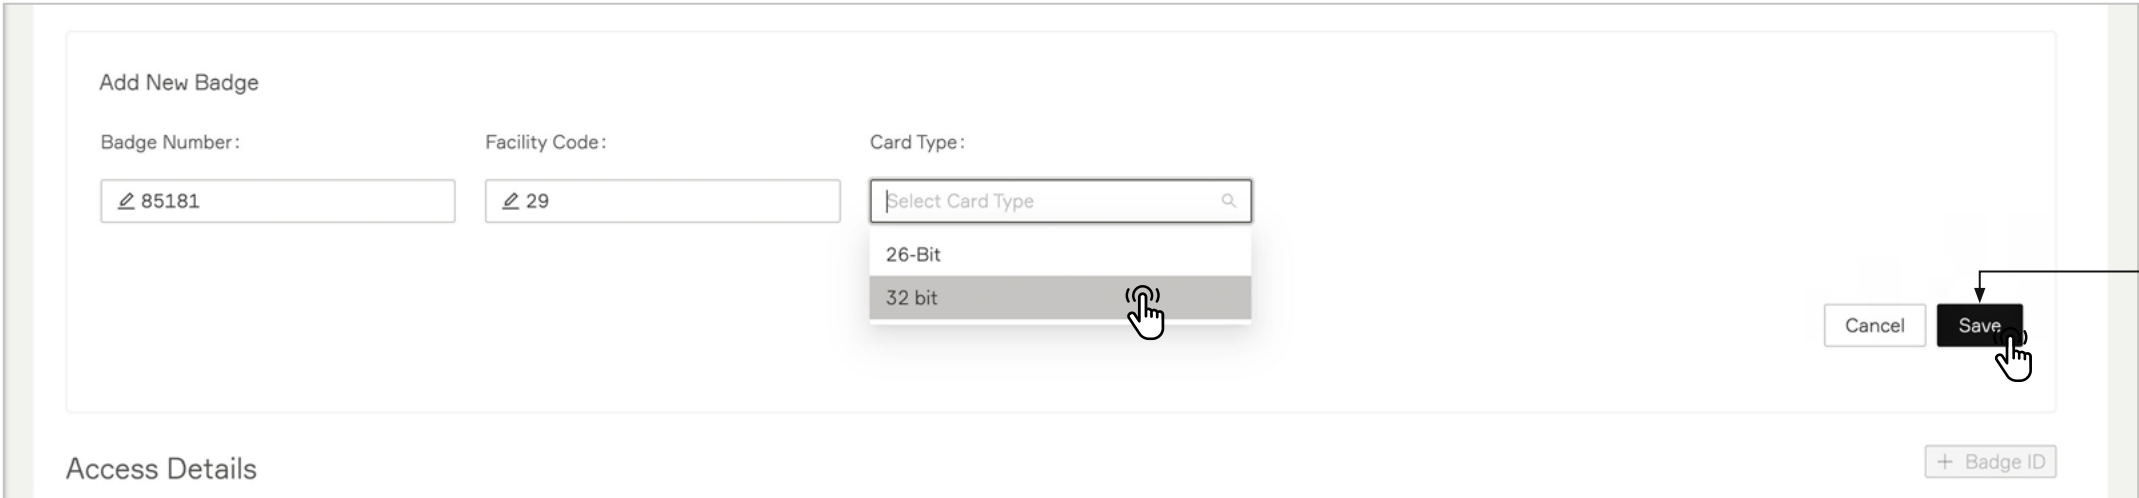 Add New Badge
Badge Number:
Facility Code:
Card Type:
85181
29
Select Card Type
26-Bit
32 bit
Cancel
Save
Access Details
+ Badge ID